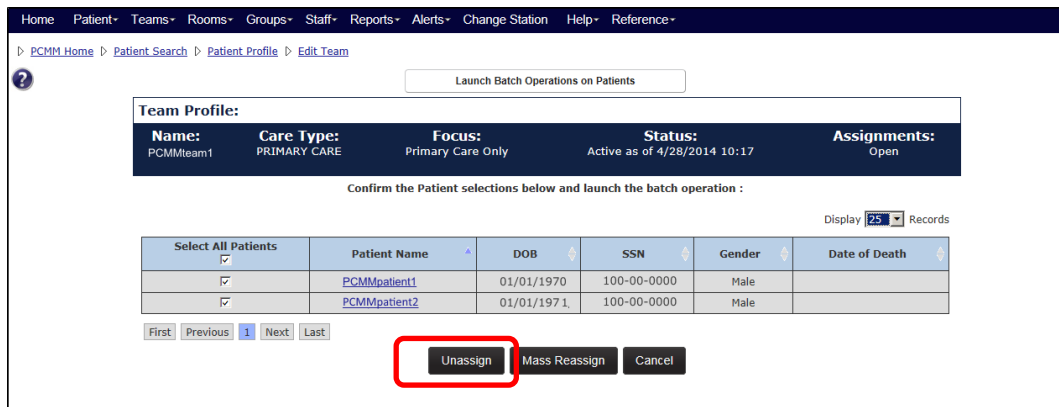 Home Patient Teams Rooms Groups Staff Reports Alerts Change Station Help Reference
PCMM Home Patient Search Patient Profile Edit Team
?
Launch Batch Operations on Patients
Team Profile:
Name: Care Type: Focus: Status: Assignments:
PCMMteam1 PRIMARY CARE Primary Care Only Active as of 4/28/2014 10:17 Open
Confirm the Patient selections below and launch the batch operation :
Display 25 Records
Select All Patients Patient Name DOB SSN Gender Date of Death
PCMMpatient1 01/01/1970 100-00-0000 Male
PCMMpatient2 01/01/1971, 100-00-0000 Male
First Previous 1 Next Last
Unassign Mass Reassign Cancel